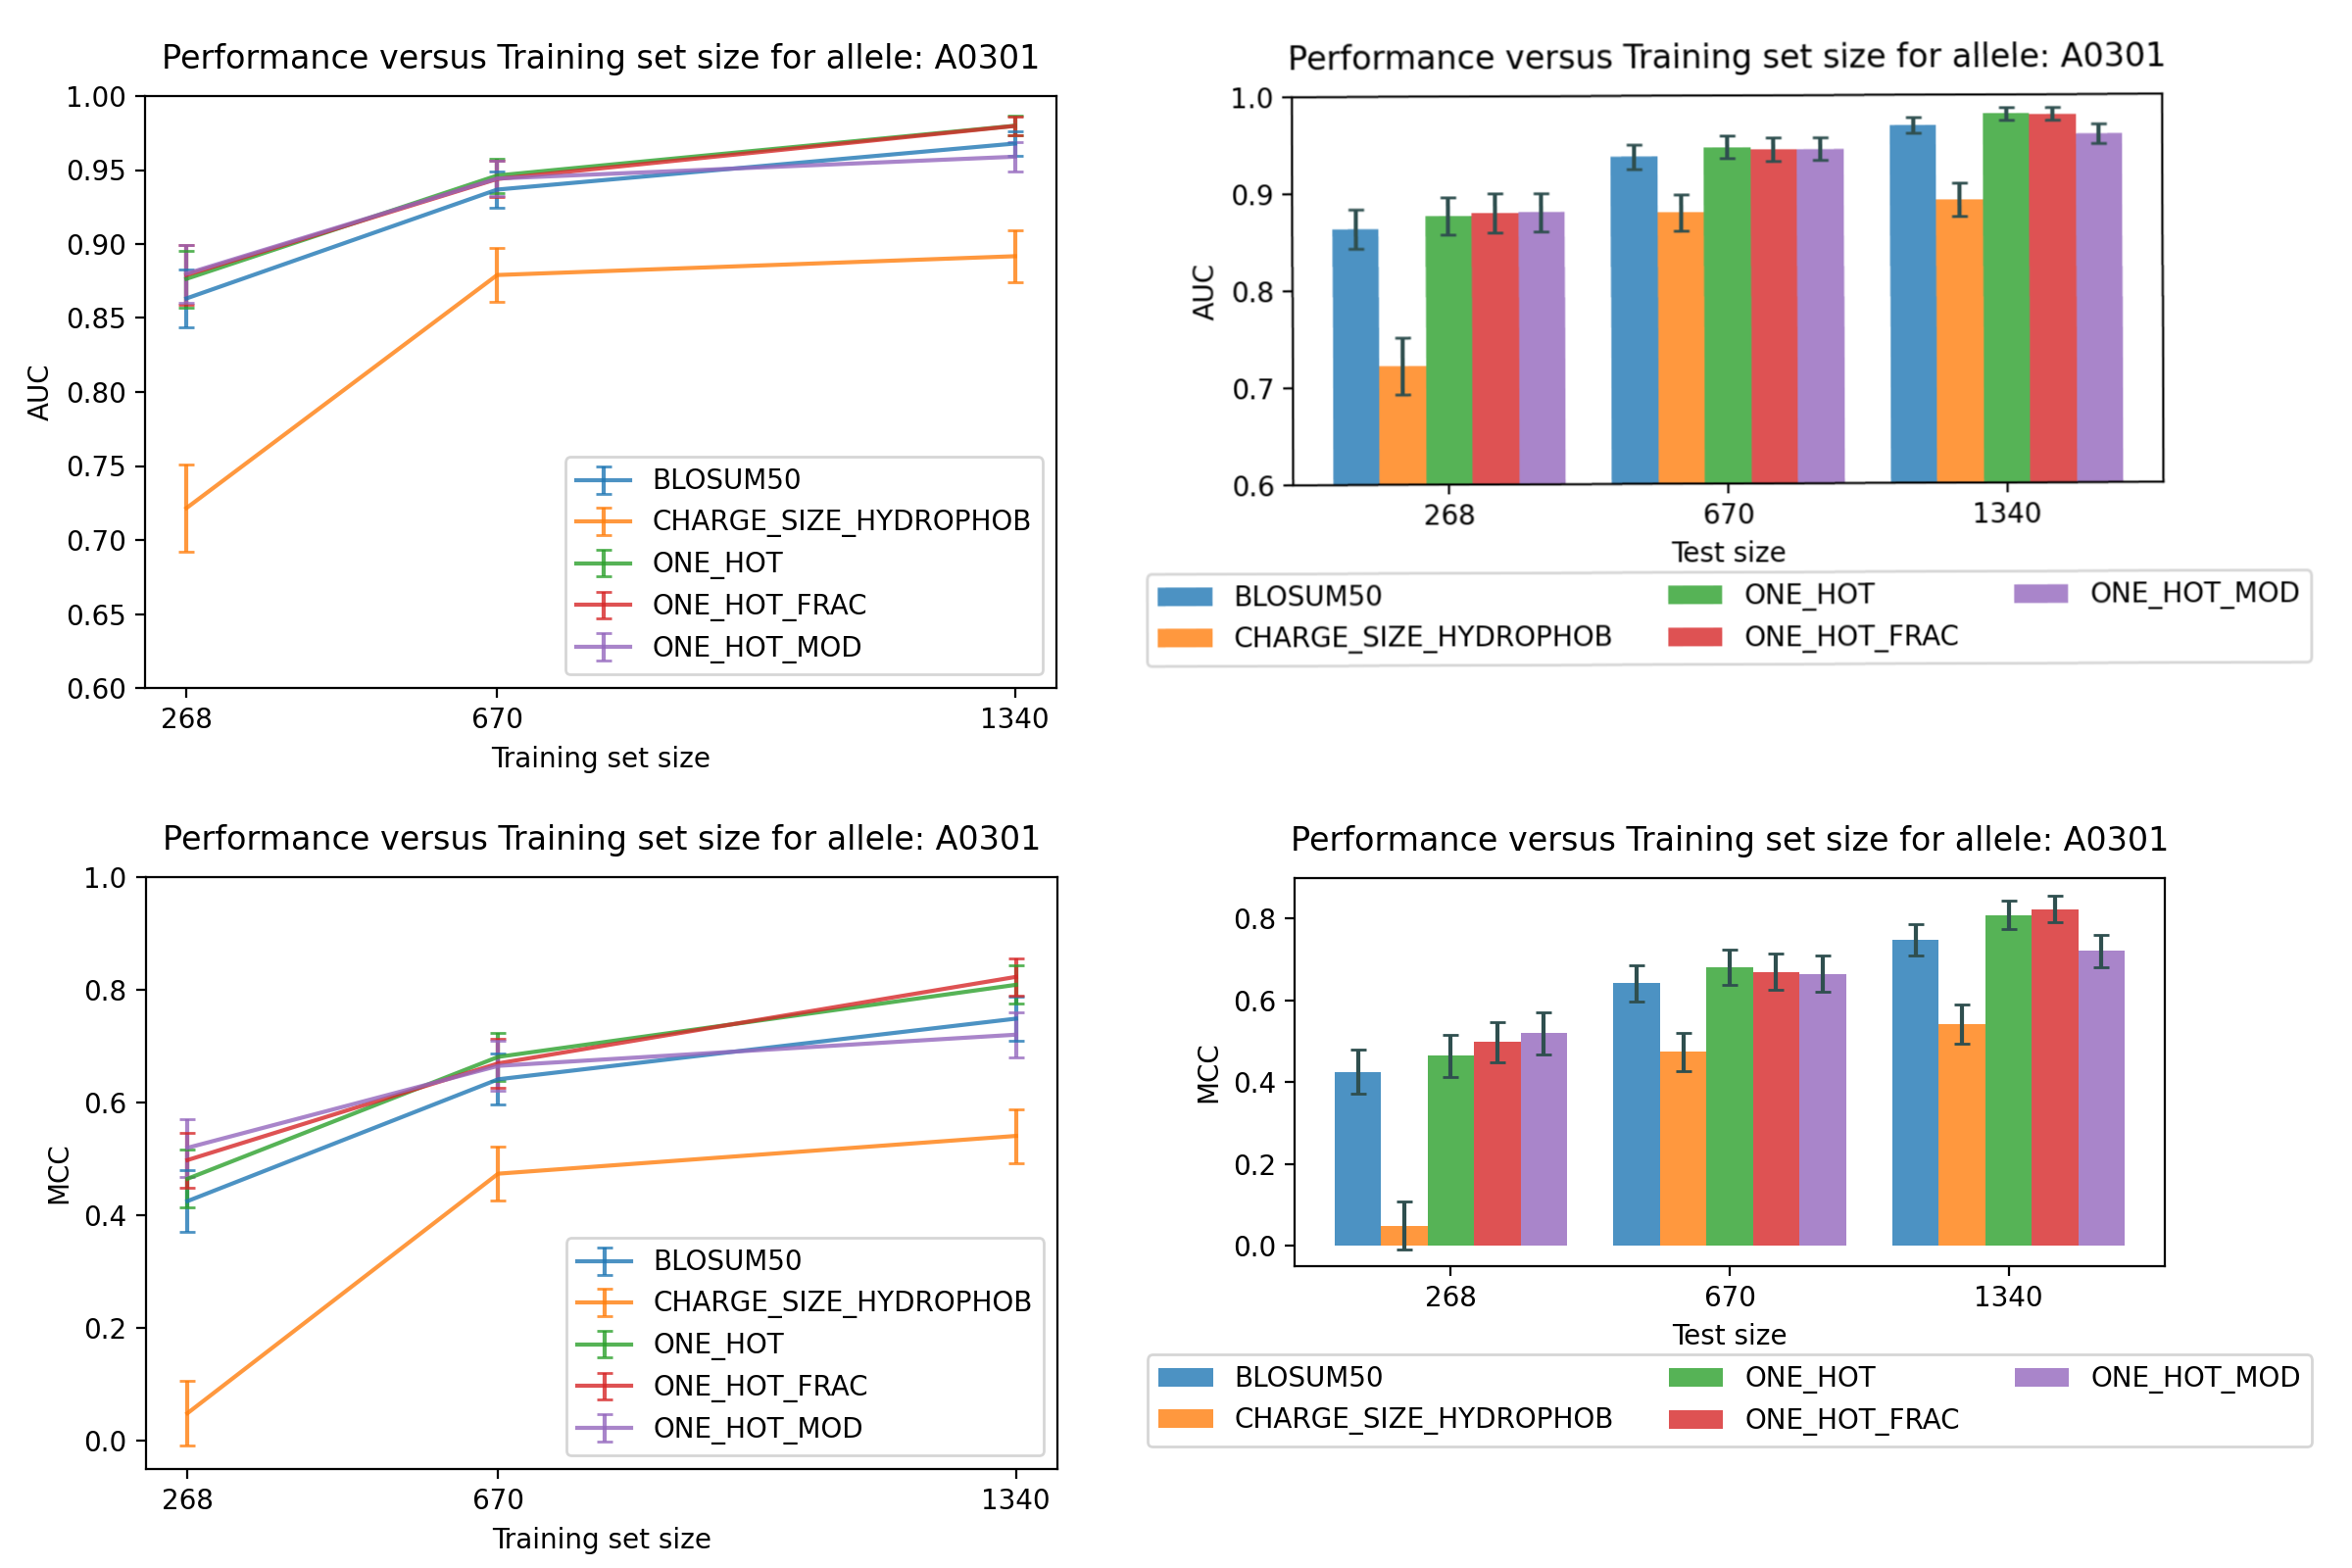 Performance versus Training set size for allele: A0301
1.00
0.95
0.90
0.85
0.80
0.75
0.70
0.65
0.60
AUC
BLOSUM50
CHARGE_SIZE_HYDROPHOB
ONE_HOT
ONE_HOT_FRAC
ONE_HOT_MOD
268 670 1340
Training set size
Performance versus Training set size for allele: A0301
1.0
0.9
0.8
0.7
0.6
AUC
268 670 1340
Test size
BLOSUM50 ONE_HOT ONE_HOT_MOD
CHARGE_SIZE_HYDROPHOB ONE_HOT_FRAC
Performance versus Training set size for allele: A0301
1.0
0.8
0.6
0.4
0.2
0.0
MCC
BLOSUM50
CHARGE_SIZE_HYDROPHOB
ONE_HOT
ONE_HOT_FRAC
ONE_HOT_MOD
268 670 1340
Training set size
Performance versus Training set size for allele: A0301
0.8
0.6
0.4
0.2
0.0
MCC
268 670 1340
Test size
BLOSUM50 ONE_HOT ONE_HOT_MOD
CHARGE_SIZE_HYDROPHOB ONE_HOT_FRAC